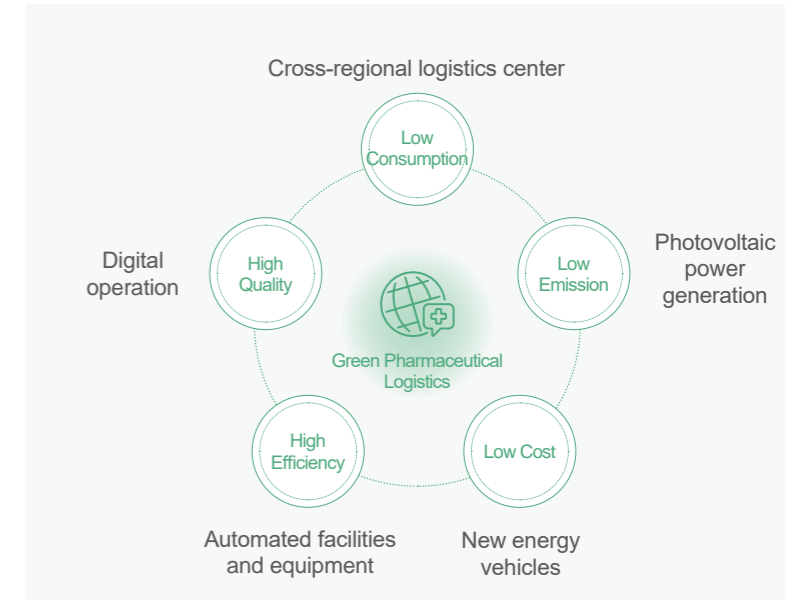 Cross-regional logistics center
Low
Consumption
Digital
operation
High
Quality
Low
Emission
Photovoltaic
power
generation
Green Pharmaceutical
Logistics
High
Efficiency
Low Cost
Automated facilities
and equipment
New energy
vehicles